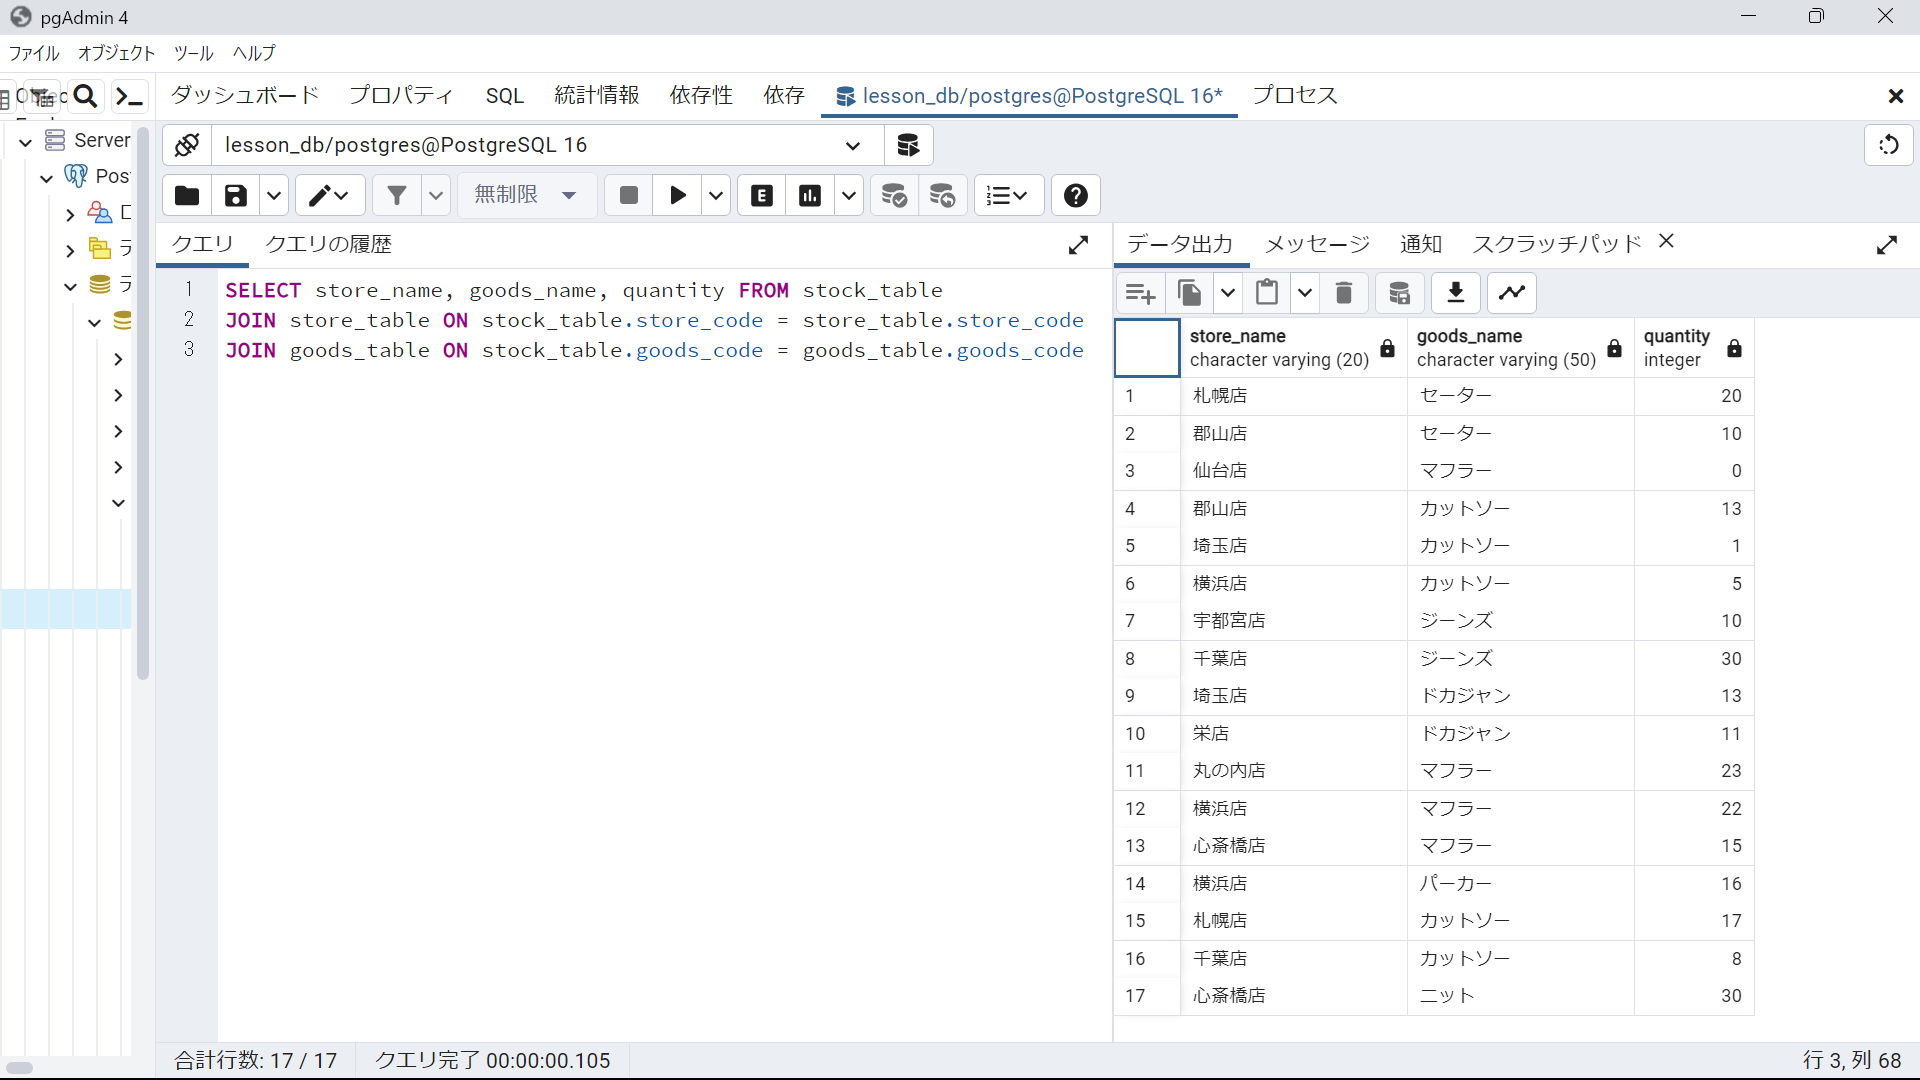 pgAdmin 4
ファイル オブジェクト ツール ヘルプ
ダッシュボード プロパティ SQL 統計情報 依存性 依存 lesson_db/postgres@PostgreSQL 16* プロセス
Server
lesson_db/postgres@PostgreSQL 16
Pos
無制限
クエリ クエリの履歴
1 SELECT store_name, goods_name, quantity FROM stock_table
2 JOIN store_table ON stock_table.store_code = store_table.store_code
3 JOIN goods_table ON stock_table.goods_code = goods_table.goods_code
データ出力 メッセージ 通知 スクラッチパッド
store_name goods_name quantity
character varying (20) character varying (50) integer
1 札幌店 セーター 20
2 郡山店 セーター 10
3 仙台店 マフラー 0
4 郡山店 カットソー 13
5 埼玉店 カットソー 1
6 横浜店 カットソー 5
7 宇都宮店 ジーンズ 10
8 千葉店 ジーンズ 30
9 埼玉店 ドカジャン 13
10 栄店 ドカジャン 11
11 丸の内店 マフラー 23
12 横浜店 マフラー 22
13 心斎橋店 マフラー 15
14 横浜店 パーカー 16
15 札幌店 カットソー 17
16 千葉店 カットソー 8
17 心斎橋店 ニット 30
合計行数: 17 / 17 クエリ完了 00:00:00.105 行 3, 列 68